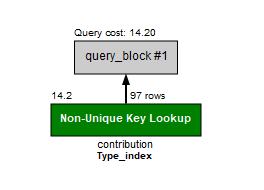 Query cost: 14.20
query_block #1
14.2 97 rows
Non-Unique Key Lookup
contribution
Type_index